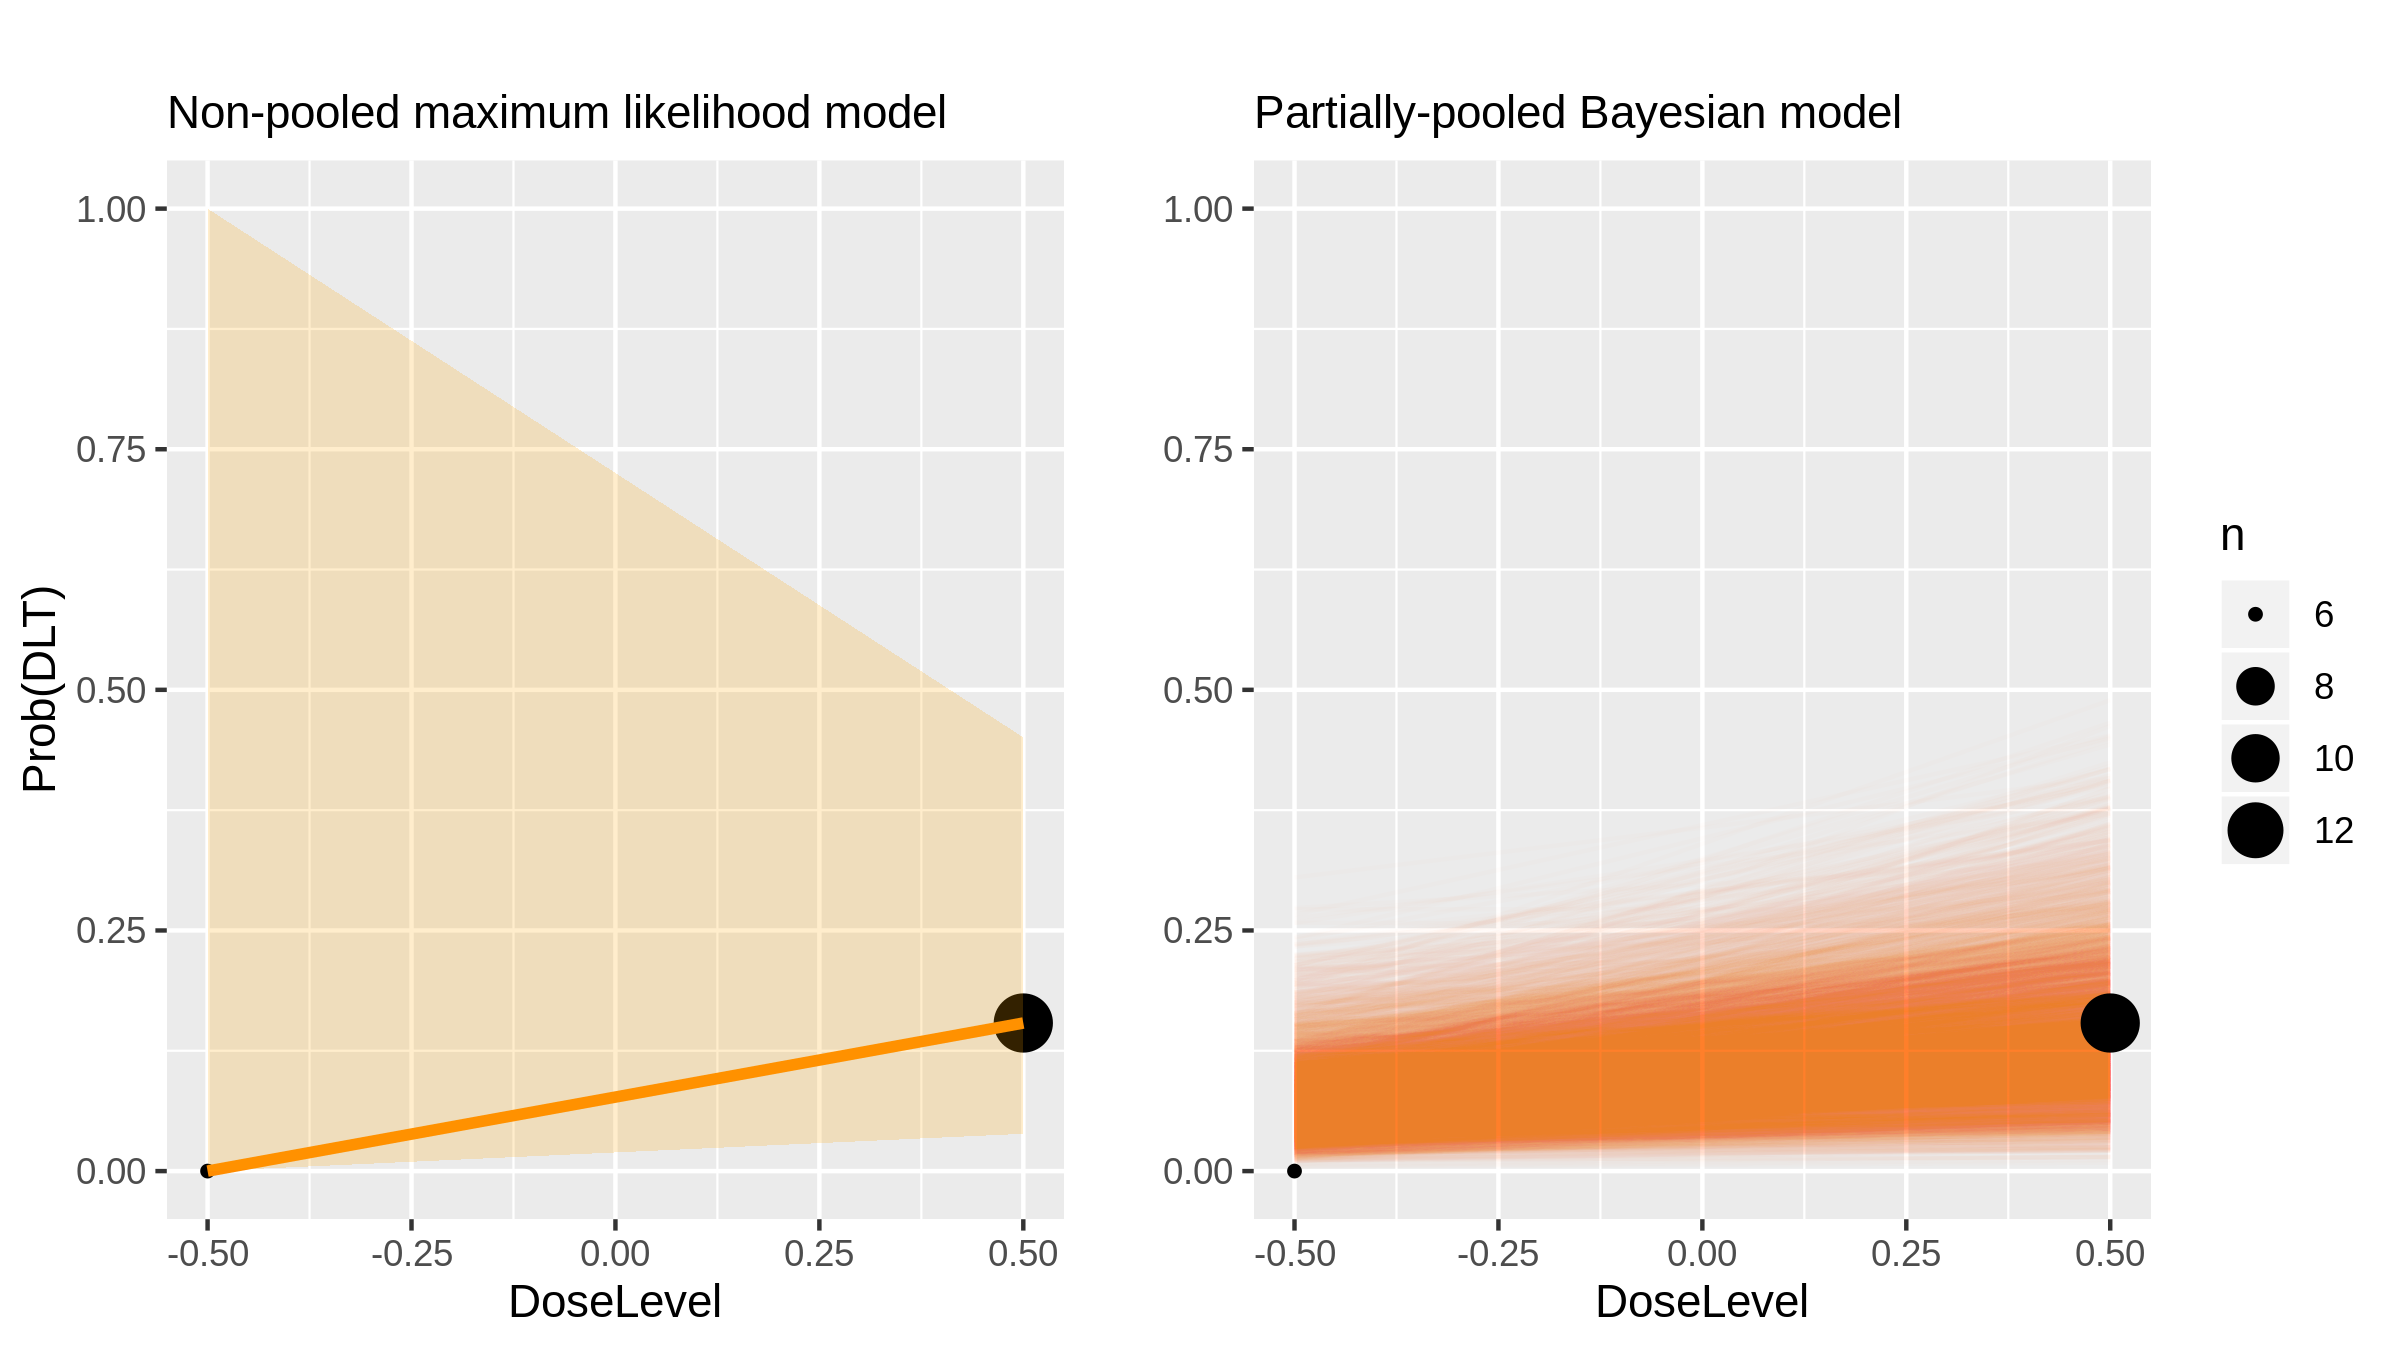 Non-pooled maximum likelihood model
Partially-pooled Bayesian model
Prob(DLT)
1.00
0.75
0.50
0.25
0.00
-0.50 -0.25 0.00 0.25 0.50
DoseLevel
1.00
0.75
0.50
0.25
0.00
-0.50 -0.25 0.00 0.25 0.50
DoseLevel
n
6
8
10
12